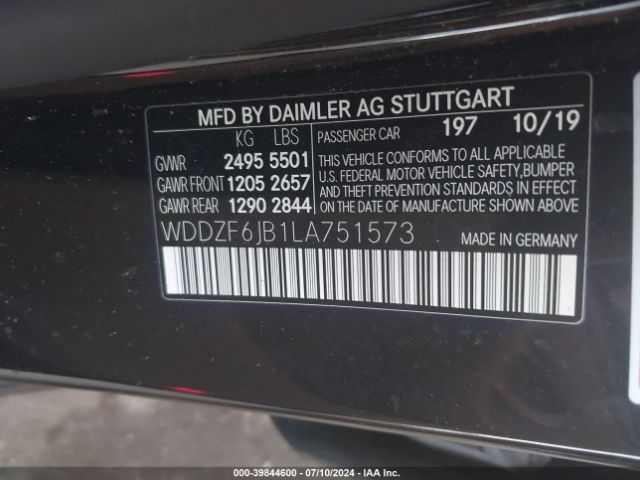 MFD BY DAIMLER AG STUTTGART
KG LBS PASSENGER CAR 197 10/19
GVWR 2495 5501
GAWR FRONT 1205 2657
GAWR REAR 1290 2844
THIS VEHICLE CONFORMS TO ALL APPLICABLE
U.S. FEDERAL MOTOR VEHICLE SAFETY,BUMPER
AND THEFT PREVENTION STANDARDS IN EFFECT
ON THE DATE OF MANUFACTURE SHOWN ABOVE.
WDDZF6JB1LA751573 MADE IN GERMANY
000-39844600 - 07/10/2024 - IAA Inc.